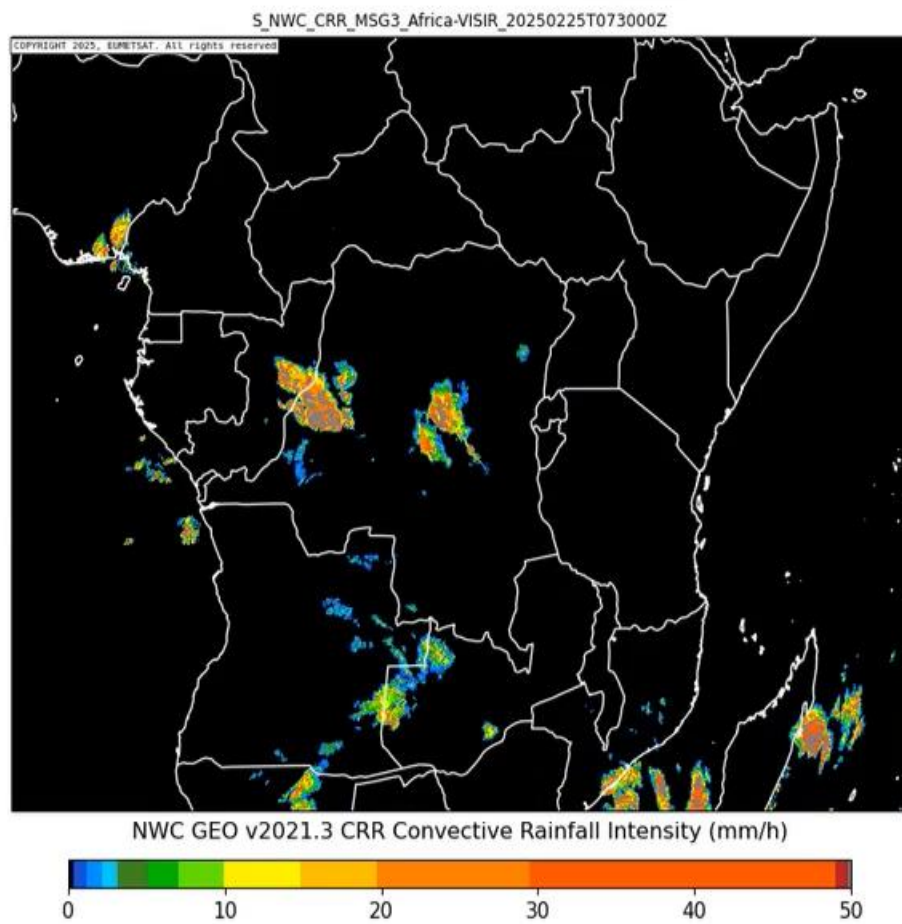 S_NWC_CRR_MSG3_Africa-VISIR_20250225T073000Z
COPYRIGHT 2025, EUMETSAT. All rights reserved
NWC GEO v2021.3 CRR Convective Rainfall Intensity (mm/h)
0 10 20 30 40 50